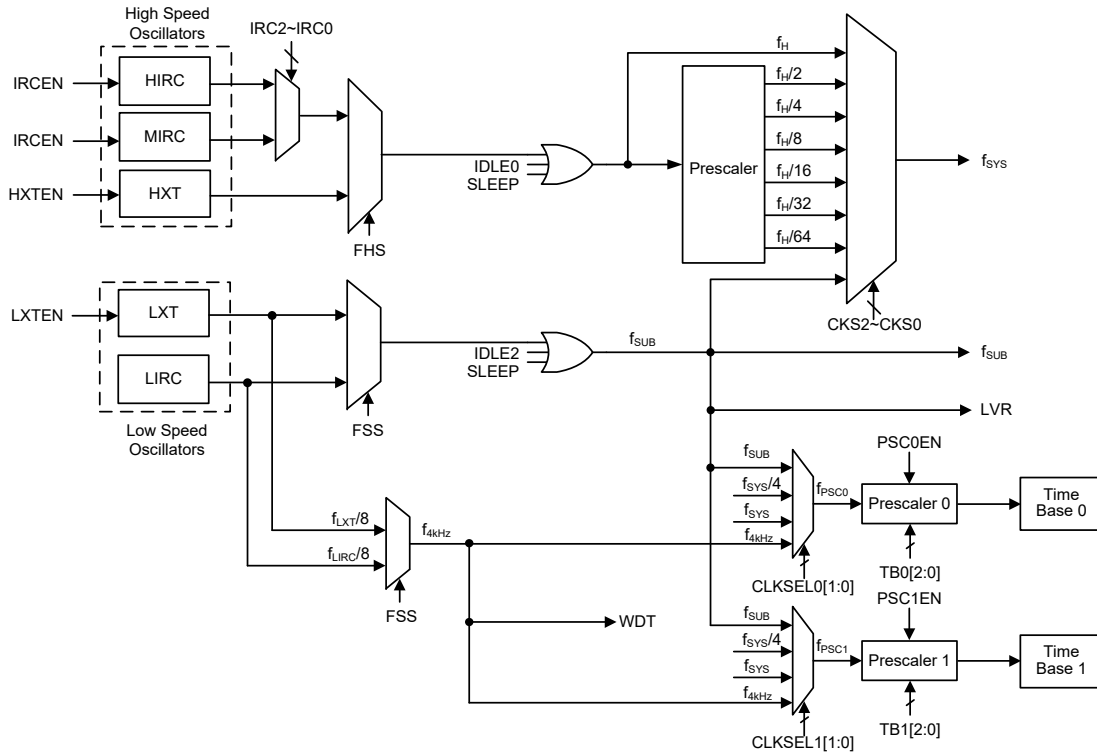 High Speed
Oscillators
IRC2~IRC0
IRCEN
HIRC
IRCEN
MIRC
HXTEN
HXT
FHS
IDLE0
SLEEP
Prescaler
fH
fH/2
fH/4
fH/8
fH/16
fH/32
fH/64
fSYS
CKS2~CKS0
LXTEN
LXT
LIRC
Low Speed
Oscillators
FSS
IDLE2
SLEEP
fSUB
fSUB
LVR
fLXT/8
fLIRC/8
f4kHz
FSS
WDT
fSUB
fSYS/4
fSYS
f4kHz
CLKSEL0[1:0]
fPSC0
PSC0EN
Prescaler 0
TB0[2:0]
Time
Base 0
fSUB
fSYS/4
fSYS
f4kHz
CLKSEL1[1:0]
fPSC1
PSC1EN
Prescaler 1
TB1[2:0]
Time
Base 1